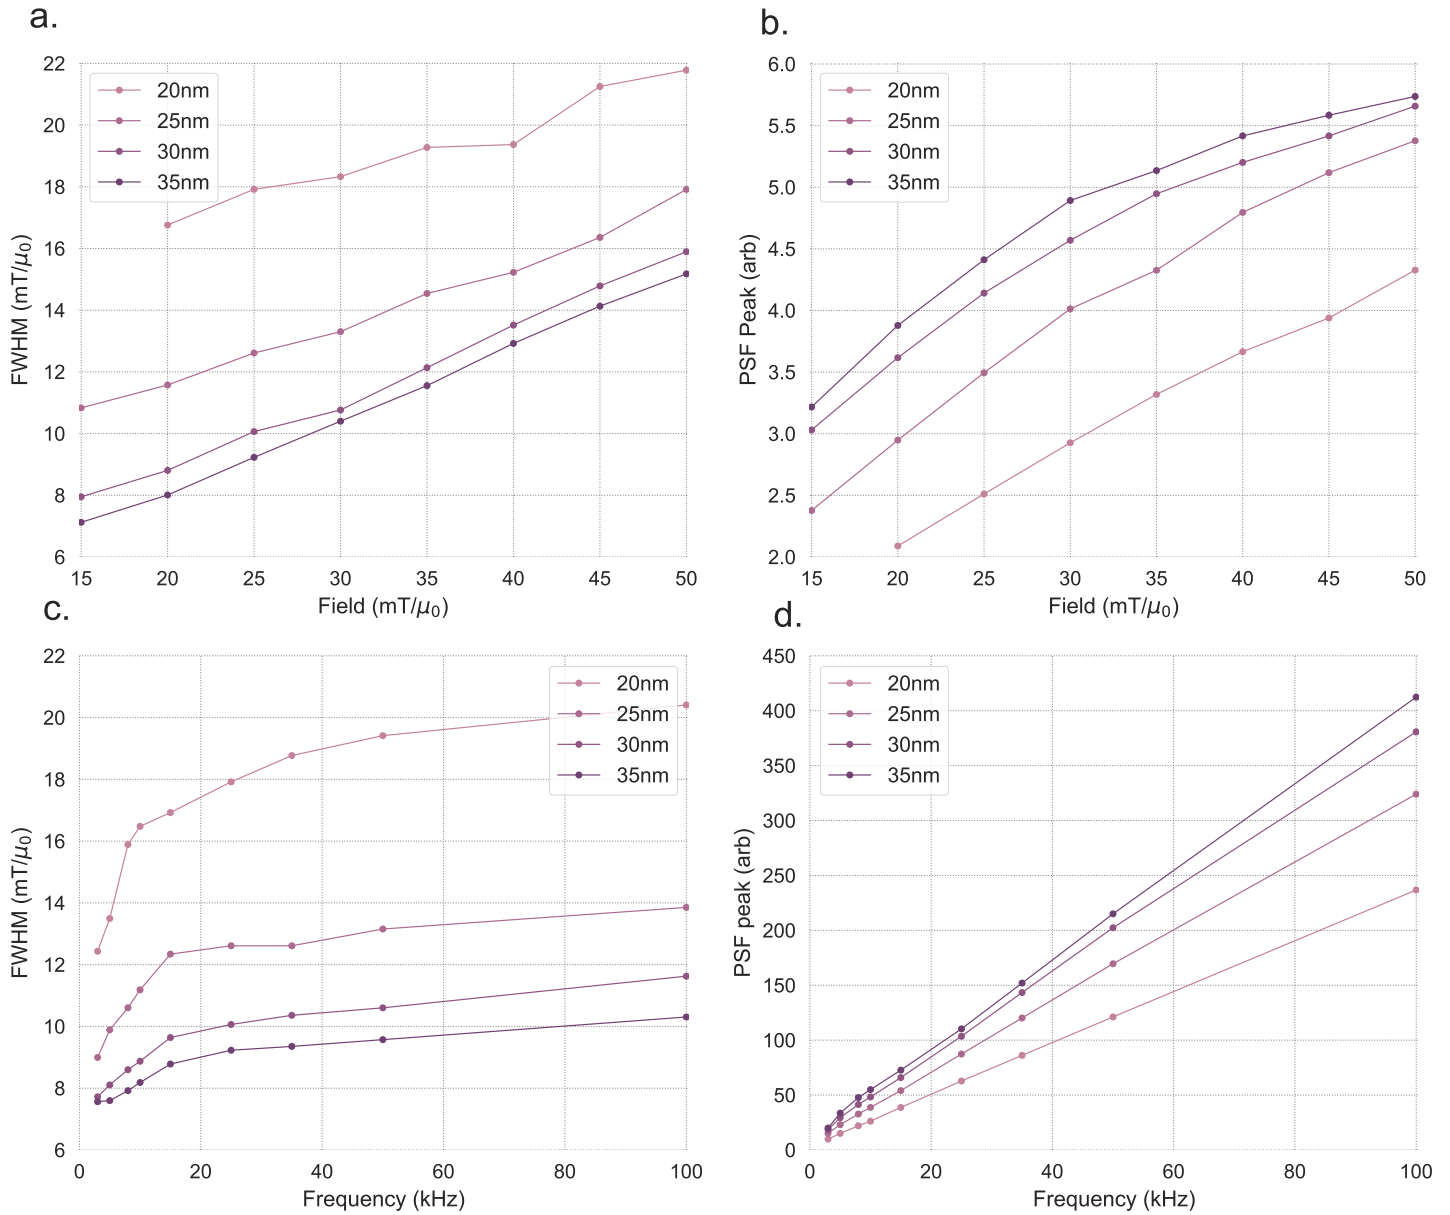 a.
22
20
18
16
14
12
10
8
6
FWHM (mT/μ₀)
20nm
25nm
30nm
35nm
15 20 25 30 35 40 45 50
Field (mT/μ₀)
b.
6.0
5.5
5.0
4.5
4.0
3.5
3.0
2.5
2.0
PSF Peak (arb)
20nm
25nm
30nm
35nm
15 20 25 30 35 40 45 50
Field (mT/μ₀)
c.
22
20
18
16
14
12
10
8
6
FWHM (mT/μ₀)
20nm
25nm
30nm
35nm
0 20 40 60 80 100
Frequency (kHz)
d.
450
400
350
300
250
200
150
100
50
0
PSF peak (arb)
20nm
25nm
30nm
35nm
0 20 40 60 80 100
Frequency (kHz)